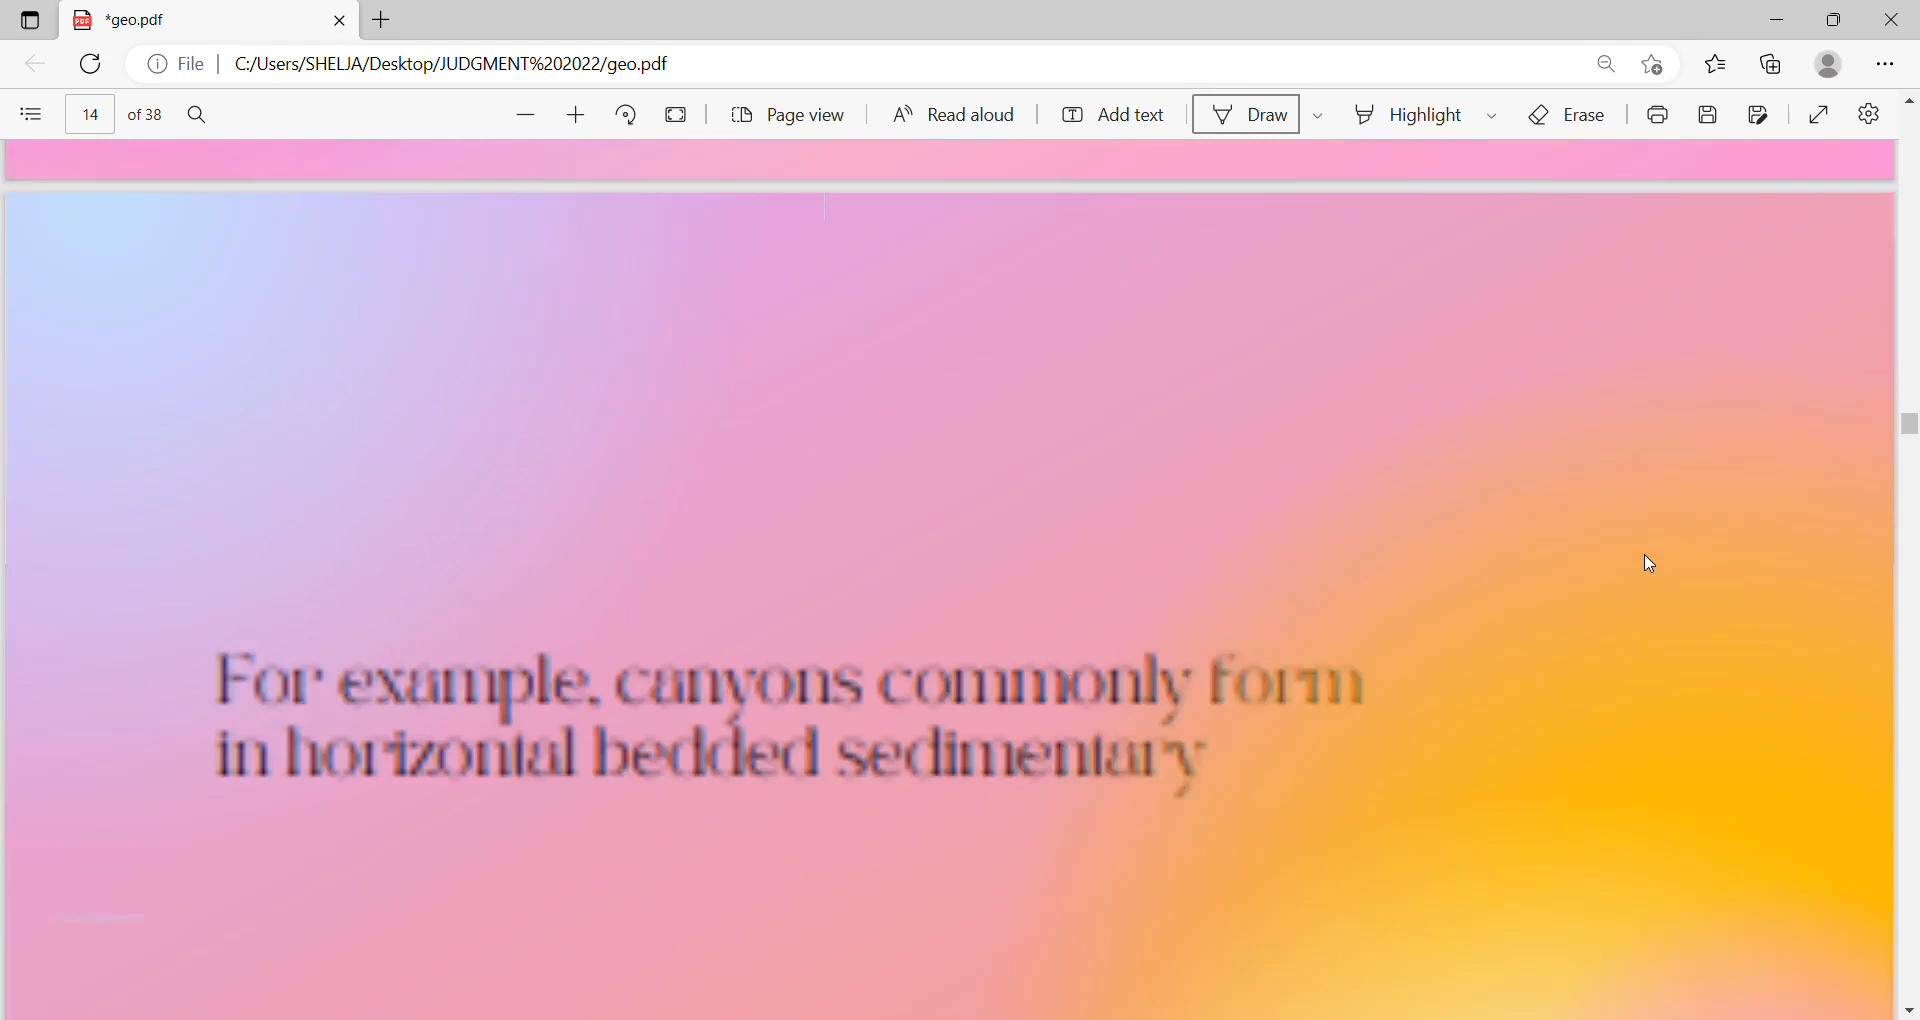 *geo.pdf
File C:/Users/SHELJA/Desktop/JUDGMENT%202022/geo.pdf
14 of 38 Page view Read aloud Add text Draw Highlight Erase
For example, canyons commonly form
in horizontal bedded sedimentary